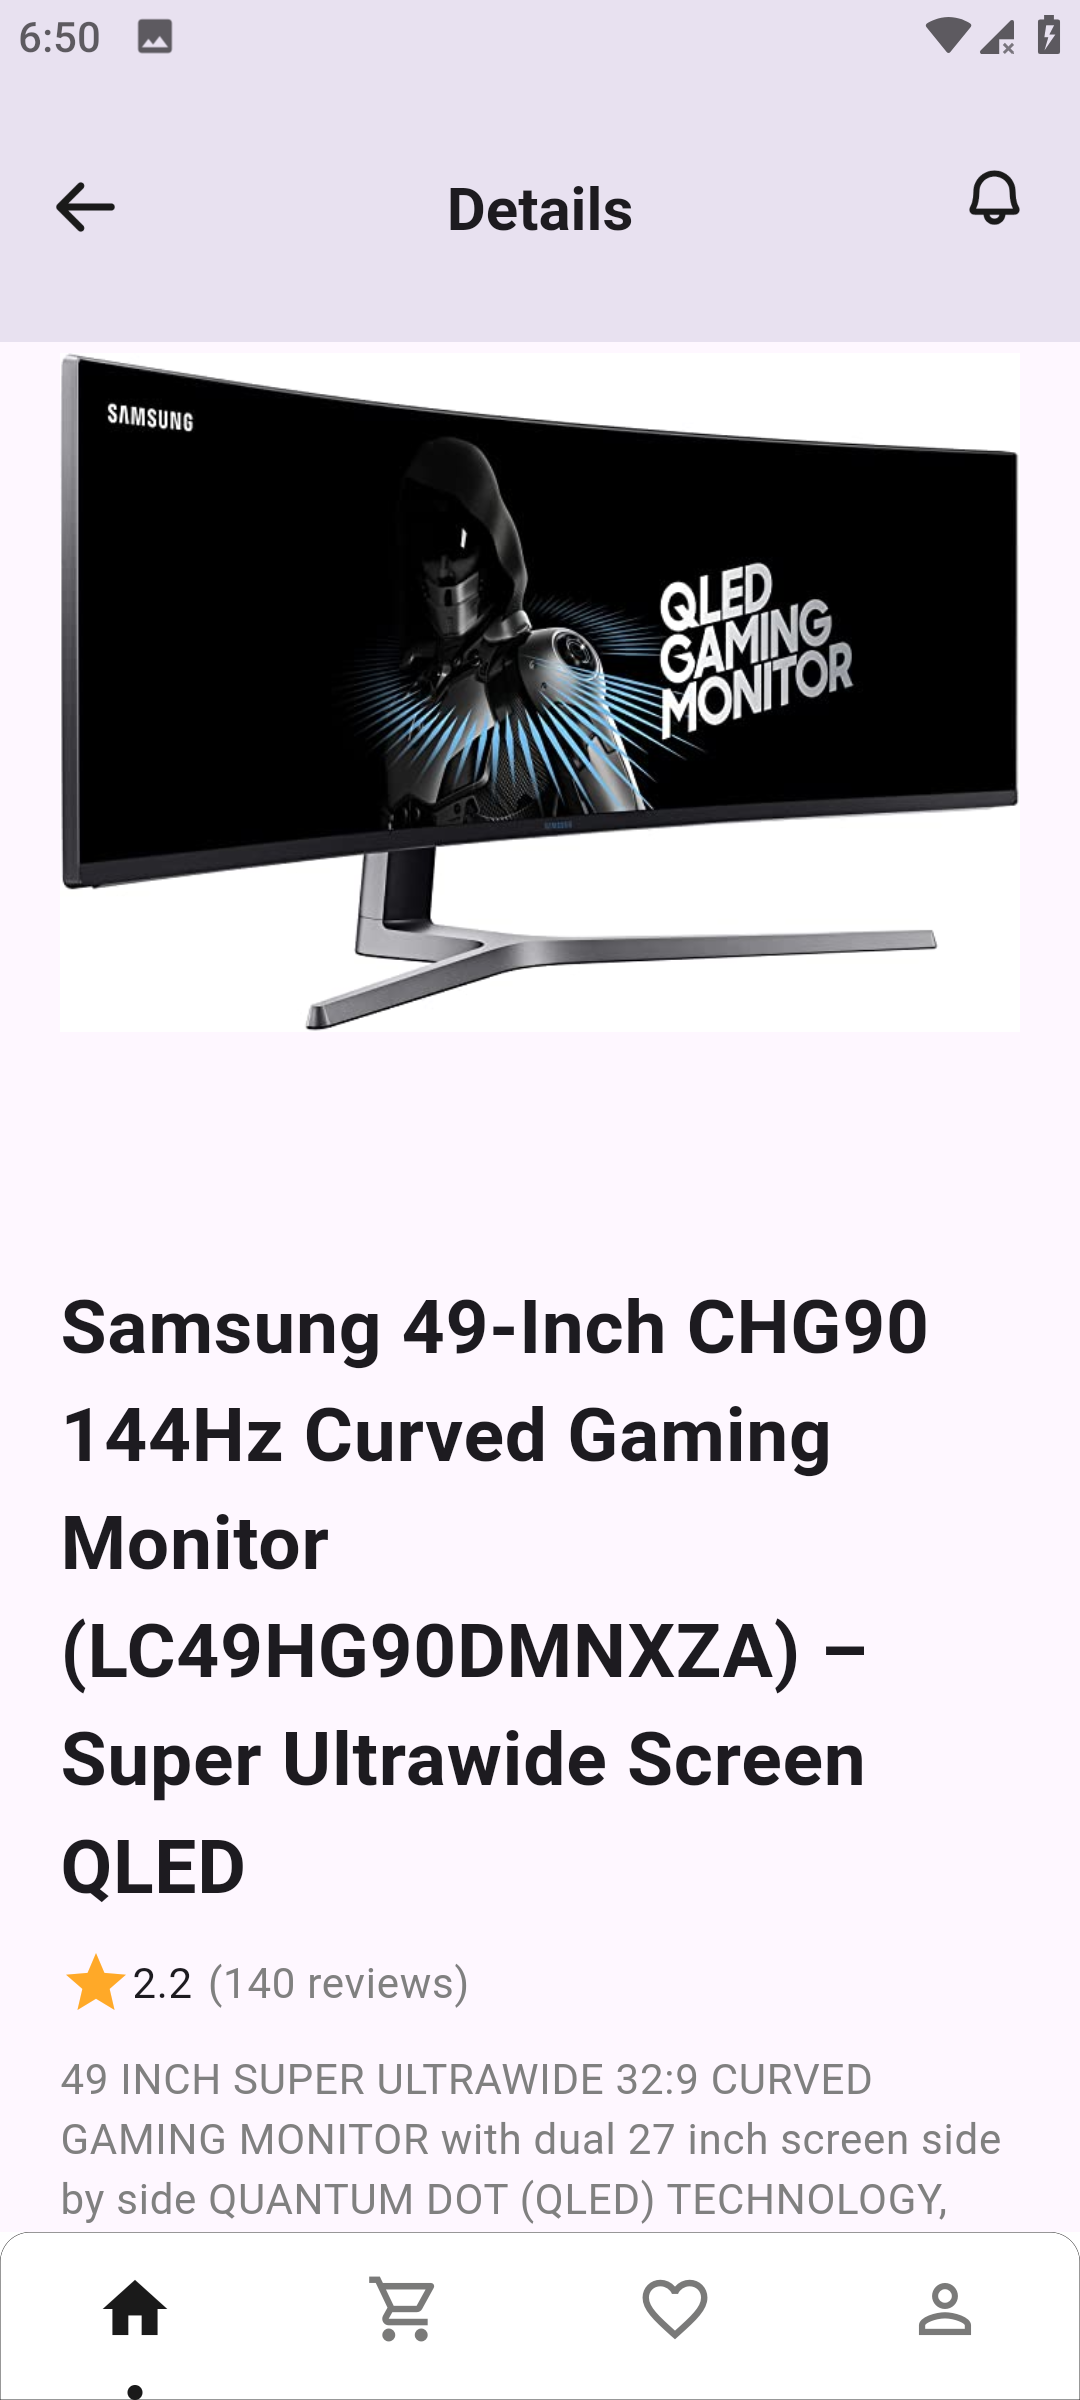 6:50
Details
SAMSUNG
QLED
GAMING
MONITOR
SAMSUNG
Samsung 49-Inch CHG90
144Hz Curved Gaming
Monitor
(LC49HG90DMNXZA) –
Super Ultrawide Screen
QLED
2.2 (140 reviews)
49 INCH SUPER ULTRAWIDE 32:9 CURVED
GAMING MONITOR with dual 27 inch screen side
by side QUANTUM DOT (QLED) TECHNOLOGY,